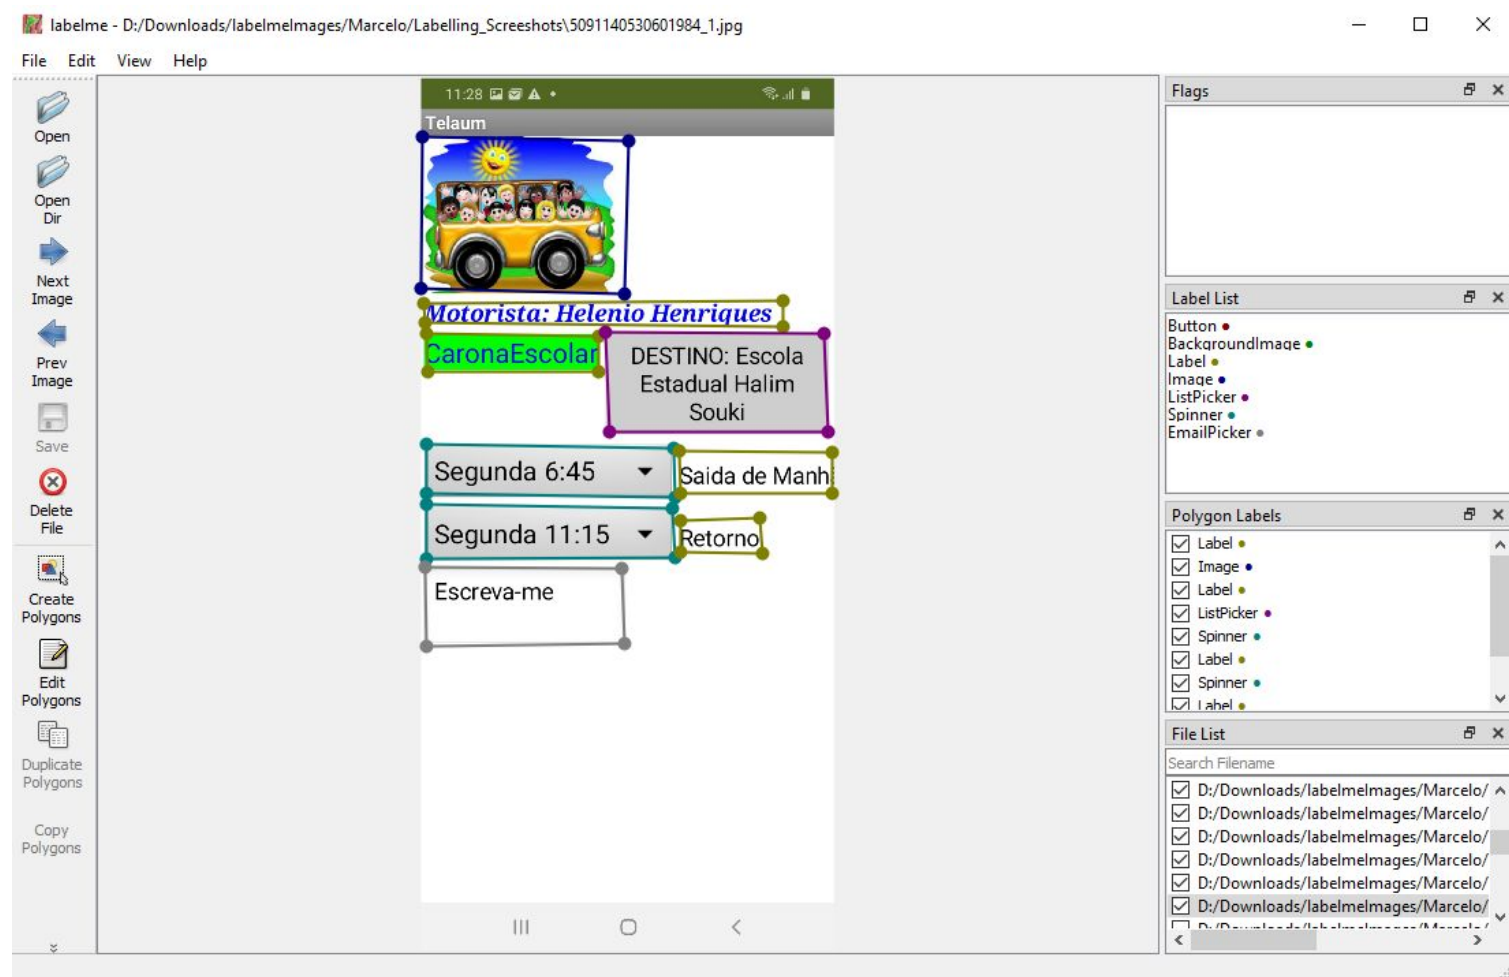 labelme - D:/Downloads/labelmeImages/Marcelo/Labelling_Screeshots\5091140530601984_1.jpg
File Edit View Help
Open
Open
Dir
Next
Image
Prev
Image
Save
Delete
File
Create
Polygons
Edit
Polygons
Duplicate
Polygons
Copy
Polygons
11:28
Telaum
Motorista: Helenio Henriques
CaronaEscolar
DESTINO: Escola
Estadual Halim
Souki
Segunda 6:45
Saida de Manh
Segunda 11:15
Retorno
Escreva-me
Flags
Label List
Button
BackgroundImage
Label
Image
ListPicker
Spinner
EmailPicker
Polygon Labels
Label
Image
Label
ListPicker
Spinner
Label
Spinner
Label
File List
Search Filename
D:/Downloads/labelmeImages/Marcelo/
D:/Downloads/labelmeImages/Marcelo/
D:/Downloads/labelmeImages/Marcelo/
D:/Downloads/labelmeImages/Marcelo/
D:/Downloads/labelmeImages/Marcelo/
D:/Downloads/labelmeImages/Marcelo/